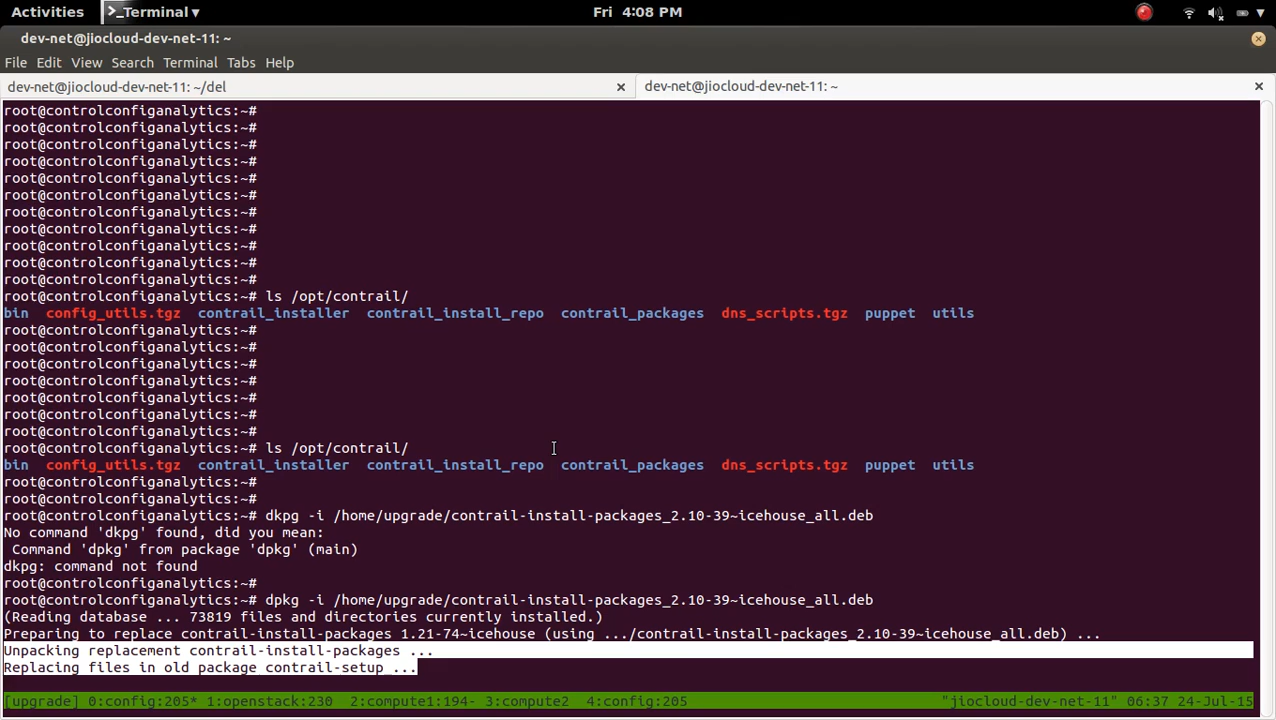 Activities
>_Terminal ▾
Fri 4:08 PM
dev-net@jiocloud-dev-net-11: ~
File Edit View Search Terminal Tabs Help
dev-net@jiocloud-dev-net-11: ~/del
dev-net@jiocloud-dev-net-11: ~
root@controlconfiganalytics:~#
root@controlconfiganalytics:~#
root@controlconfiganalytics:~#
root@controlconfiganalytics:~#
root@controlconfiganalytics:~#
root@controlconfiganalytics:~#
root@controlconfiganalytics:~#
root@controlconfiganalytics:~#
root@controlconfiganalytics:~#
root@controlconfiganalytics:~#
root@controlconfiganalytics:~#
root@controlconfiganalytics:~# ls /opt/contrail/
bin config_utils.tgz contrail_installer contrail_install_repo contrail_packages dns_scripts.tgz puppet utils
root@controlconfiganalytics:~#
root@controlconfiganalytics:~#
root@controlconfiganalytics:~#
root@controlconfiganalytics:~#
root@controlconfiganalytics:~#
root@controlconfiganalytics:~#
root@controlconfiganalytics:~#
root@controlconfiganalytics:~# ls /opt/contrail/
bin config_utils.tgz contrail_installer contrail_install_repo contrail_packages dns_scripts.tgz puppet utils
root@controlconfiganalytics:~#
root@controlconfiganalytics:~#
root@controlconfiganalytics:~# dkpg -i /home/upgrade/contrail-install-packages_2.10-39~icehouse_all.deb
No command 'dkpg' found, did you mean:
 Command 'dpkg' from package 'dpkg' (main)
dkpg: command not found
root@controlconfiganalytics:~#
root@controlconfiganalytics:~# dpkg -i /home/upgrade/contrail-install-packages_2.10-39~icehouse_all.deb
(Reading database ... 73819 files and directories currently installed.)
Preparing to replace contrail-install-packages 1.21-74~icehouse (using .../contrail-install-packages_2.10-39~icehouse_all.deb) ...
Unpacking replacement contrail-install-packages ...
Replacing files in old package contrail-setup ...
[upgrade] 0:config:205* 1:openstack:230 2:compute1:194- 3:compute2 4:config:205 "jiocloud-dev-net-11" 06:37 24-Jul-15